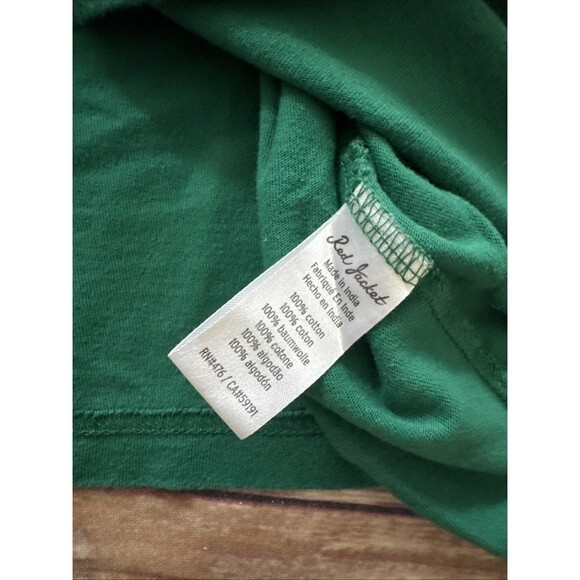 Red Jacket
Made in India
Fabriqué En Inde
Hecho en India
100% cotton
100% coton
100% baumwolle
100% cotone
100% algodão
100% algodón
RN#476 / CA#59191